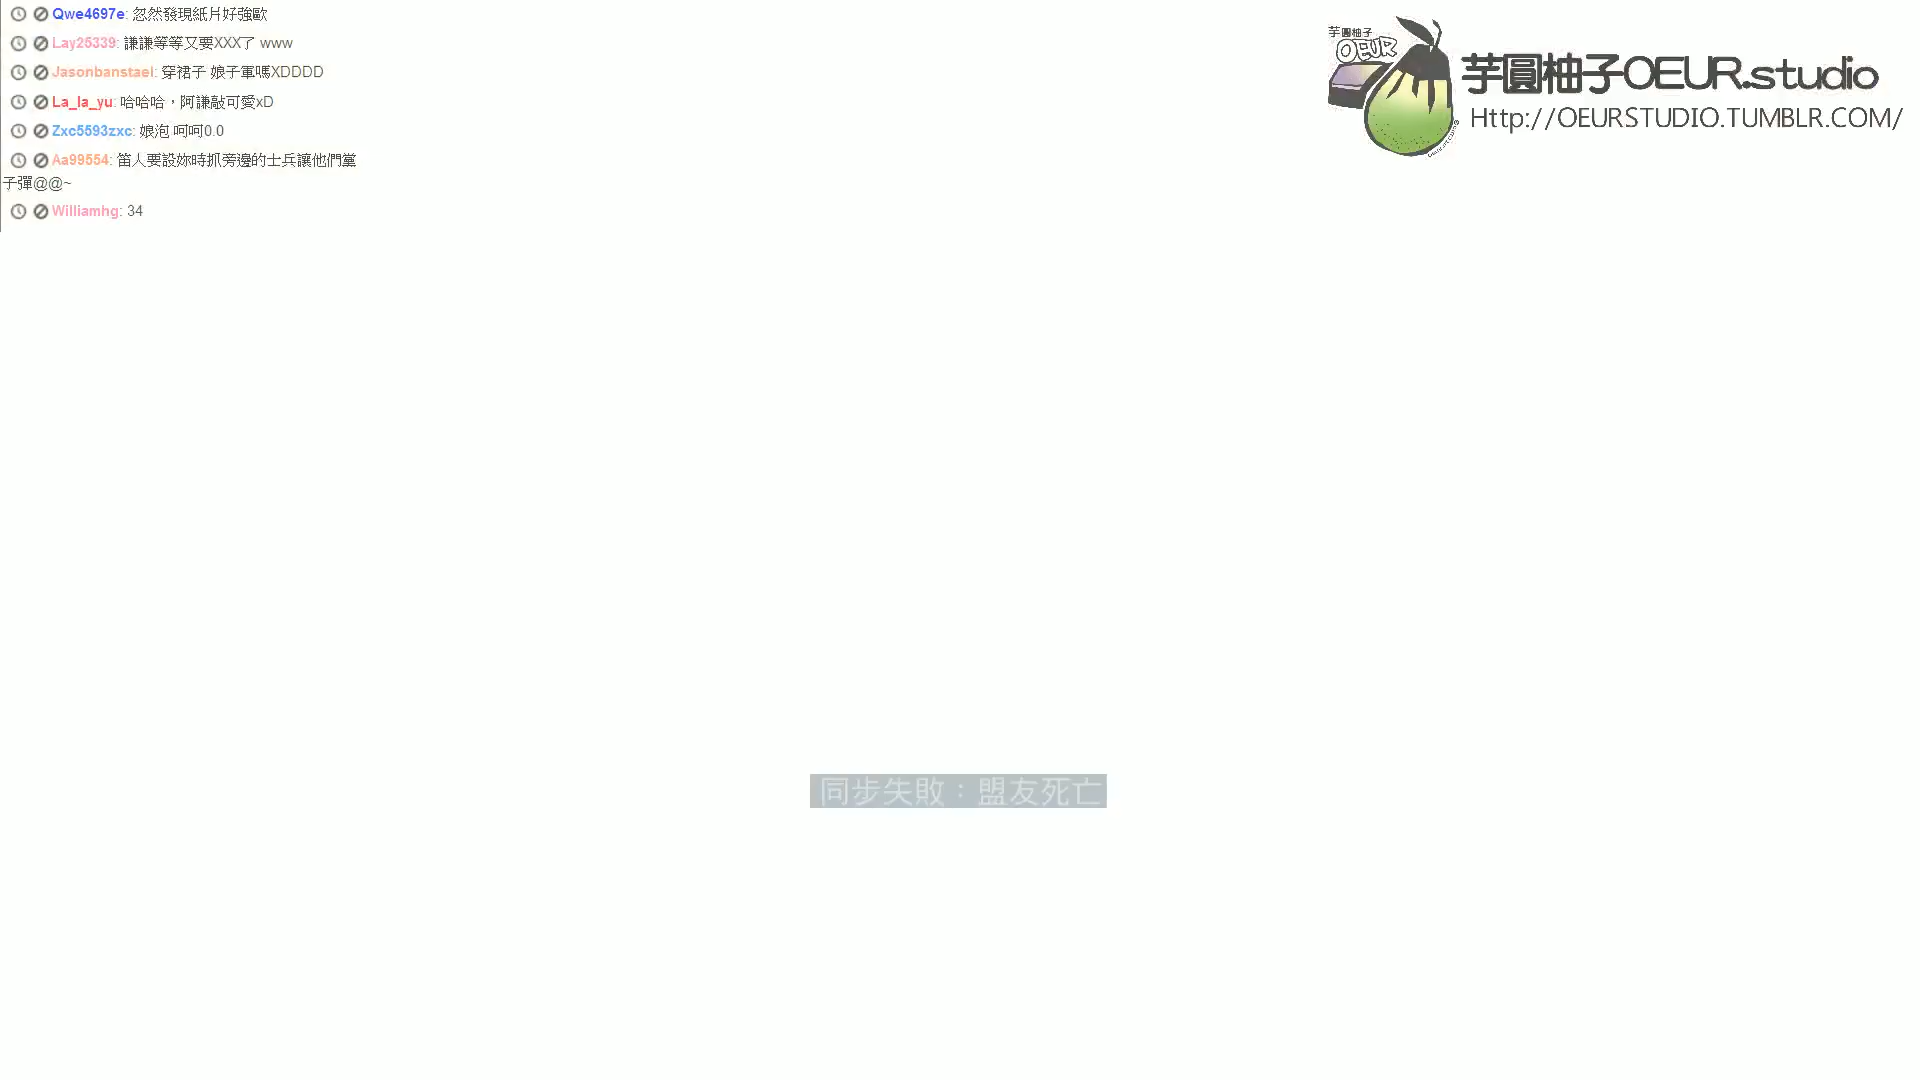 Qwe4697e: 忽然發現紙片好強歐
Lay25339: 謙謙等等又要XXX了 www
Jasonbanstael: 穿裙子 娘子軍嗎XDDDD
La_la_yu: 哈哈哈，阿謙敲可愛xD
Zxc5593zxc: 娘泡 呵呵0.0
Aa99554: 笛人要設妳時抓旁邊的士兵讓他們黨
子彈@@~
Williamhg: 34
芋圓柚子
OEUR
芋圓柚子OEUR.studio
Http://OEURSTUDIO.TUMBLR.COM/
同步失敗：盟友死亡